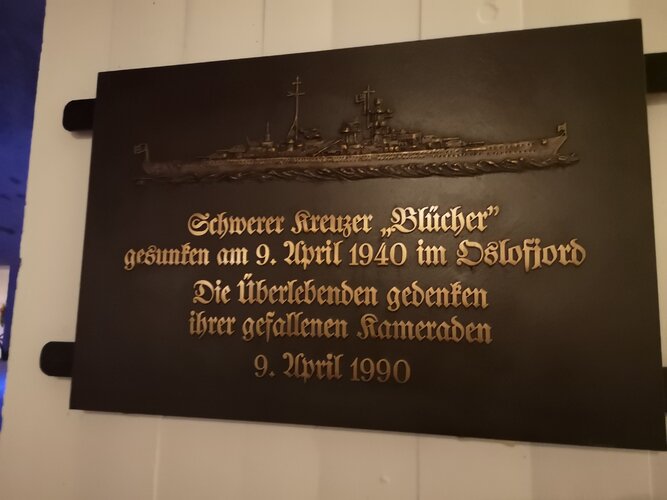 Schwerer Kreuzer „Blücher”
gesunken am 9. April 1940 im Oslofjord
Die Überlebenden gedenken
ihrer gefallenen Kameraden
9. April 1990